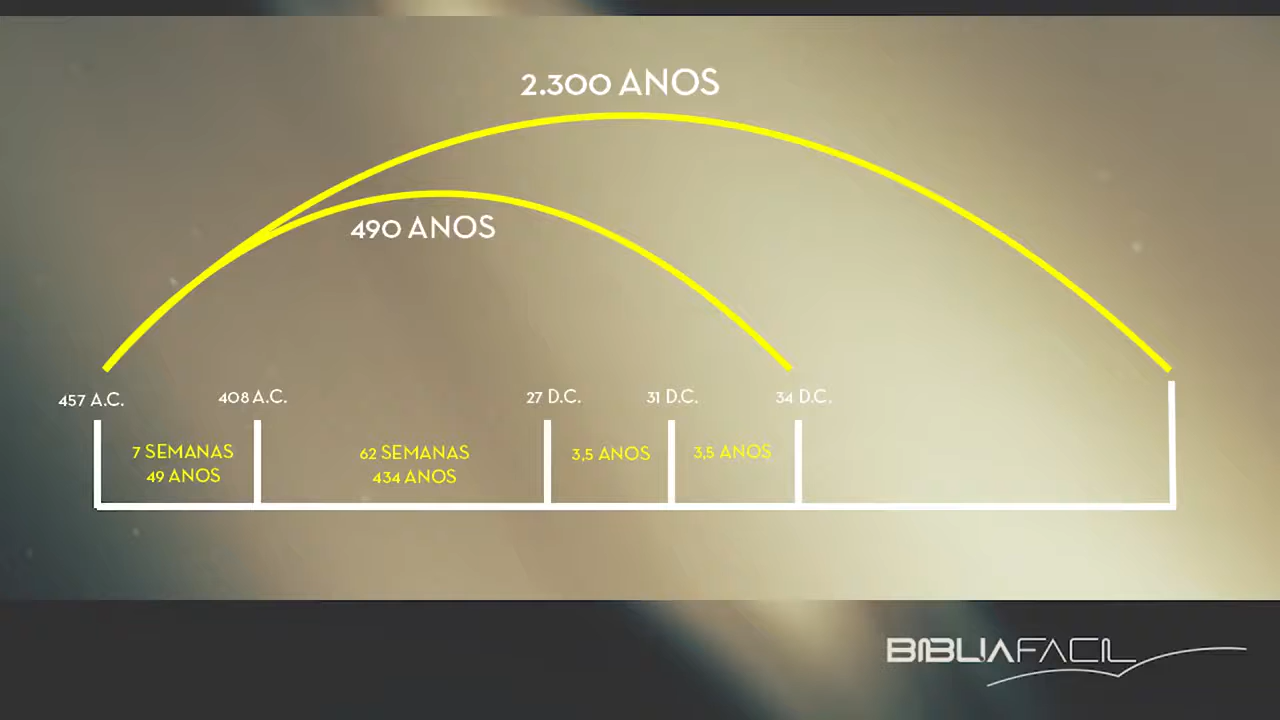 2.300 ANOS
490 ANOS
457 A.C.
408 A.C.
27 D.C.
31 D.C.
34 D.C.
7 SEMANAS
49 ANOS
62 SEMANAS
434 ANOS
3,5 ANOS
3,5 ANOS
BIBLIAFACIL